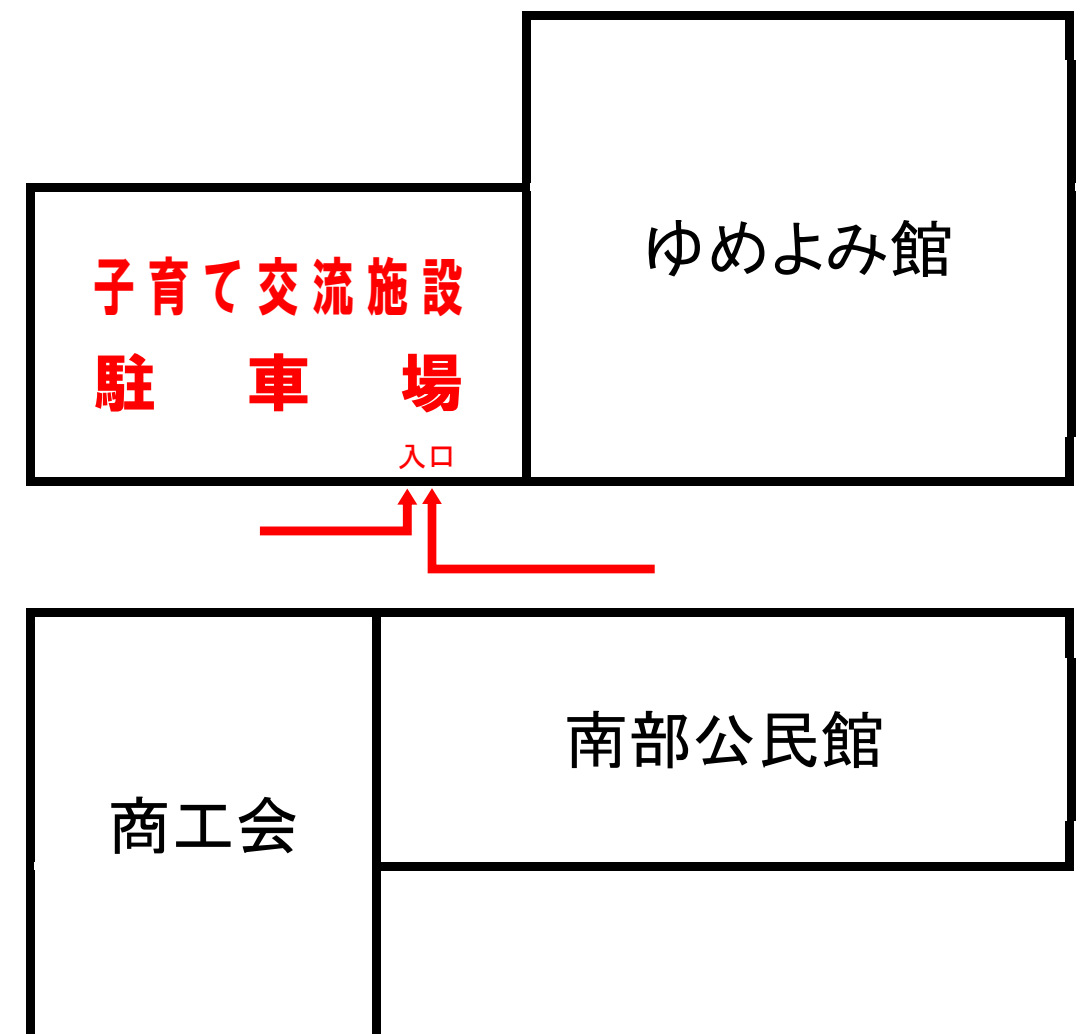 ゆめよみ館
子育て交流施設
駐車場
入口
南部公民館
商工会